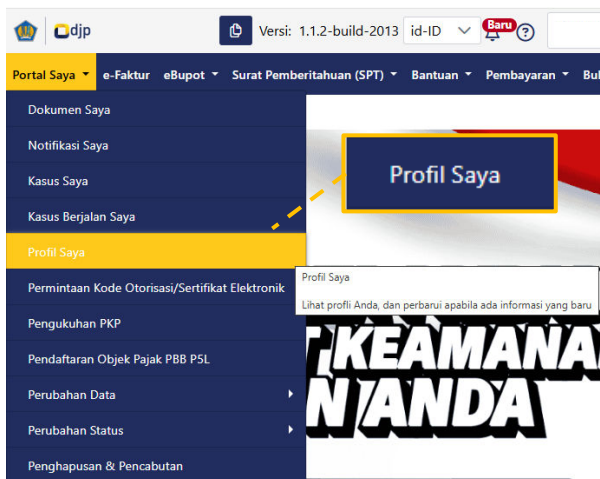 djp
Versi: 1.1.2-build-2013
id-ID
Baru
Portal Saya
e-Faktur
eBupot
Surat Pemberitahuan (SPT)
Bantuan
Pembayaran
Dokumen Saya
Notifikasi Saya
Kasus Saya
Kasus Berjalan Saya
Profil Saya
Profil Saya
Profil Saya
Lihat profli Anda, dan perbarui apabila ada informasi yang baru
Permintaan Kode Otorisasi/Sertifikat Elektronik
Pengukuhan PKP
Pendaftaran Objek Pajak PBB P5L
Perubahan Data
Perubahan Status
Penghapusan & Pencabutan
KEAMANA
N ANDA